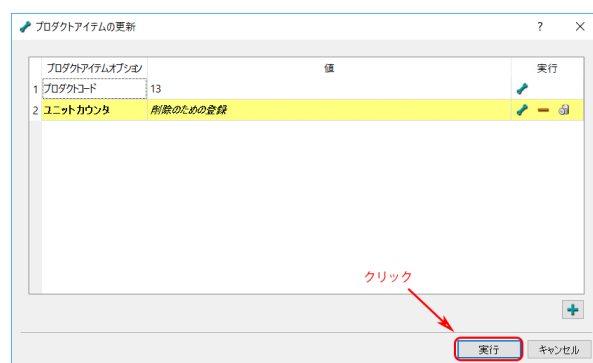 プロダクトアイテムの更新 ? ×
プロダクトアイテムオプション 値 実行
1 プロダクトコード 13
2 ユニットカウンタ 削除のための登録
クリック
実行 キャンセル